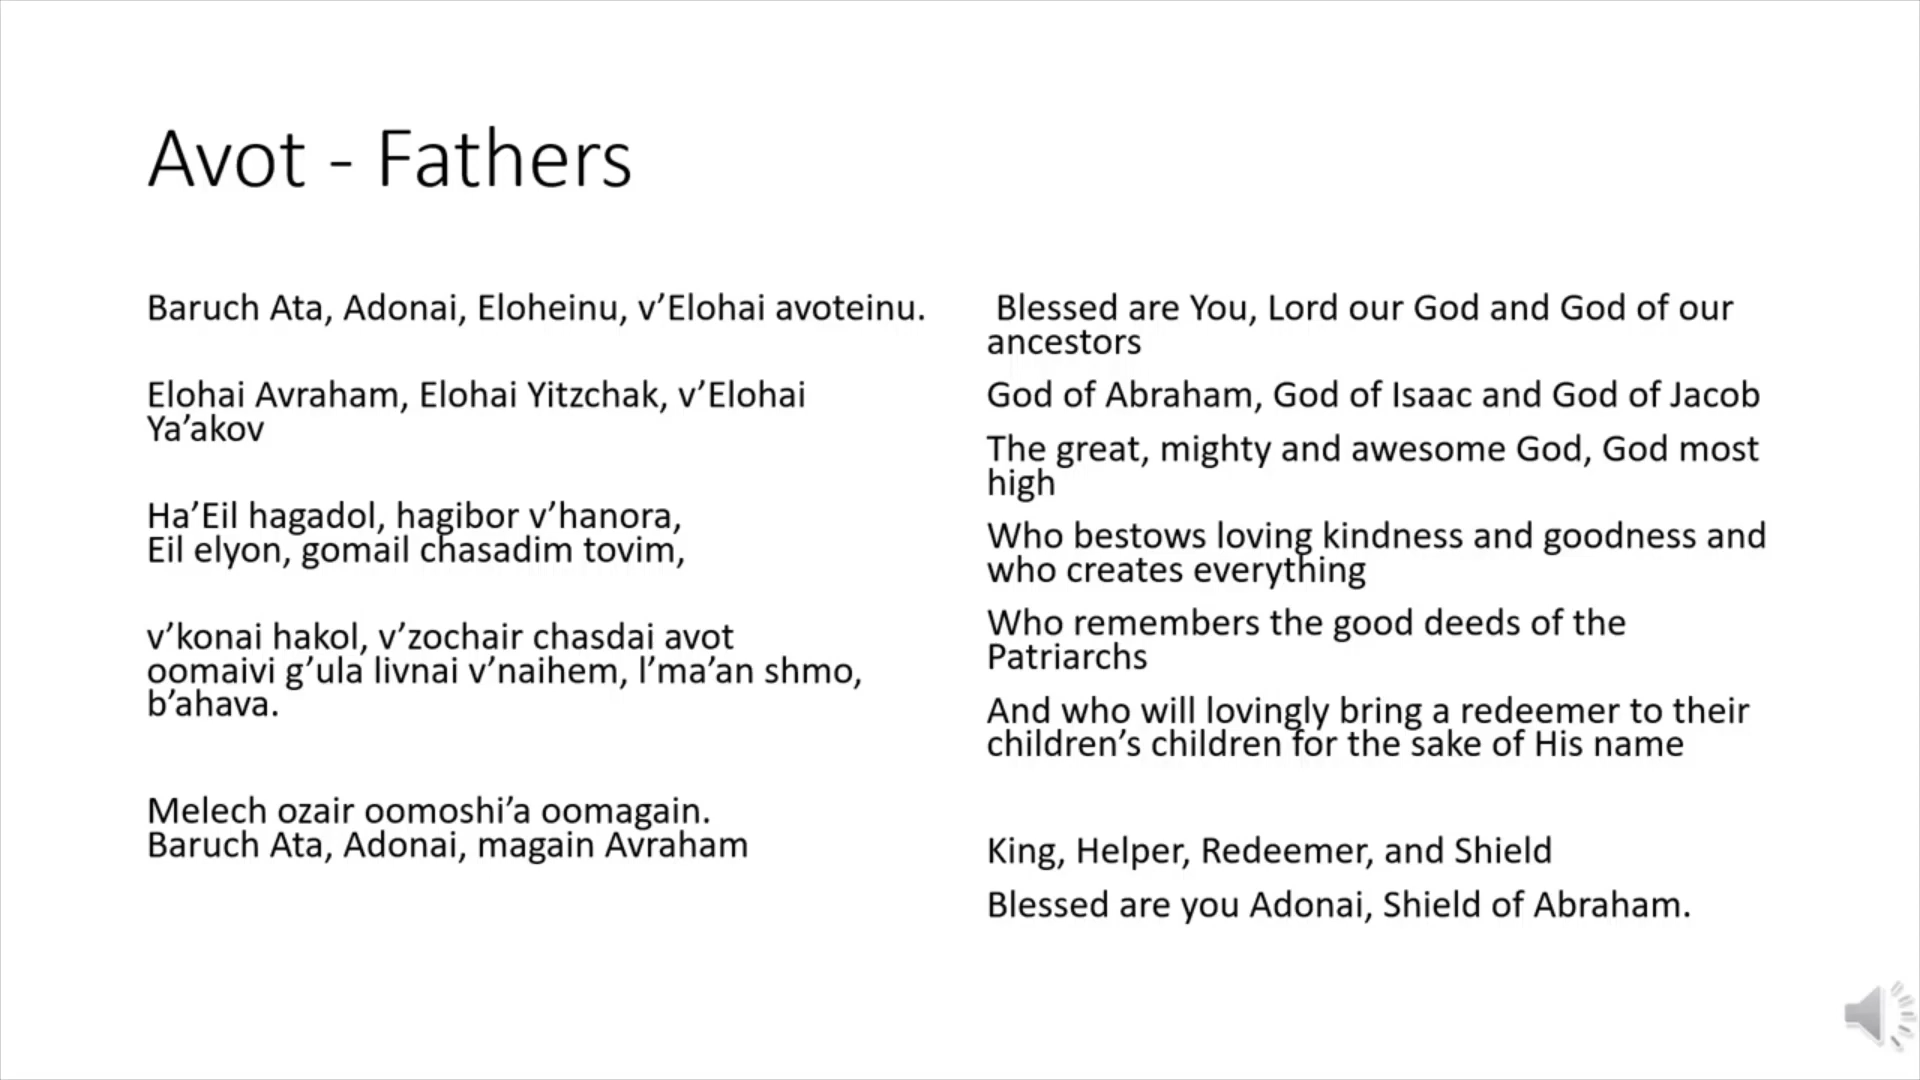 Avot - Fathers
Baruch Ata, Adonai, Eloheinu, v’Elohai avoteinu.
Elohai Avraham, Elohai Yitzchak, v’Elohai
Ya’akov
Ha’Eil hagadol, hagibor v’hanora,
Eil elyon, gomail chasadim tovim,
v’konai hakol, v’zochair chasdai avot
oomaivi g’ula livnai v’naihem, l’ma’an shmo,
b’ahava.
Melech ozair oomoshi’a oomagain.
Baruch Ata, Adonai, magain Avraham
Blessed are You, Lord our God and God of our
ancestors
God of Abraham, God of Isaac and God of Jacob
The great, mighty and awesome God, God most
high
Who bestows loving kindness and goodness and
who creates everything
Who remembers the good deeds of the
Patriarchs
And who will lovingly bring a redeemer to their
children’s children for the sake of His name
King, Helper, Redeemer, and Shield
Blessed are you Adonai, Shield of Abraham.